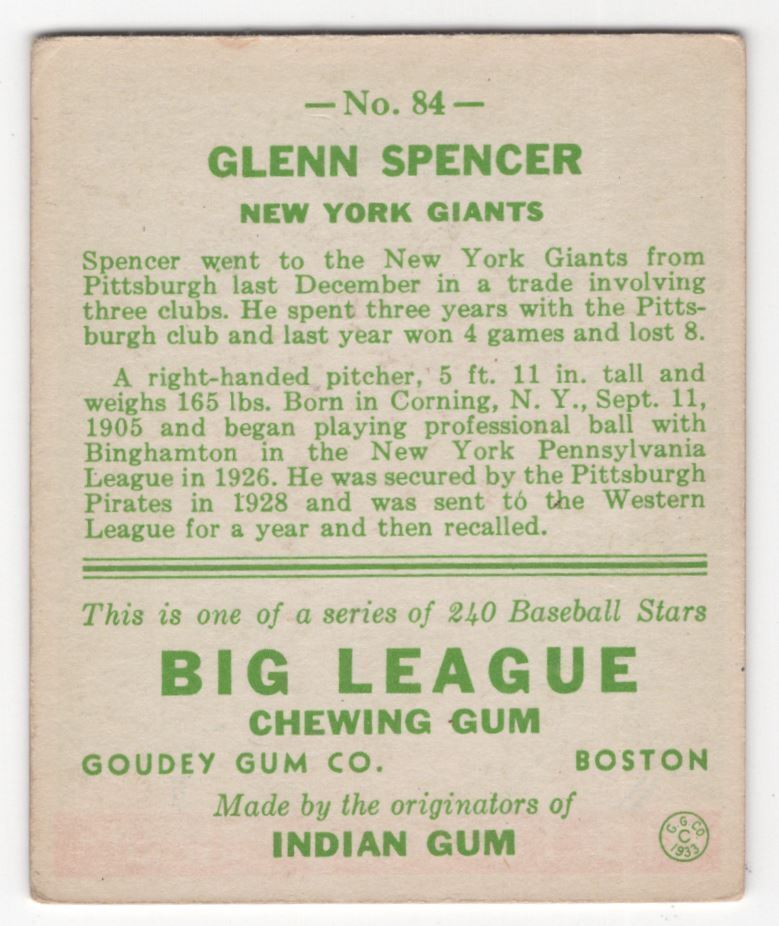 — No. 84 —
GLENN SPENCER
NEW YORK GIANTS
Spencer went to the New York Giants from
Pittsburgh last December in a trade involving
three clubs. He spent three years with the Pitts-
burgh club and last year won 4 games and lost 8.
A right-handed pitcher, 5 ft. 11 in. tall and
weighs 165 lbs. Born in Corning, N. Y., Sept. 11,
1905 and began playing professional ball with
Binghamton in the New York Pennsylvania
League in 1926. He was secured by the Pittsburgh
Pirates in 1928 and was sent to the Western
League for a year and then recalled.
This is one of a series of 240 Baseball Stars
BIG LEAGUE
CHEWING GUM
GOUDEY GUM CO. BOSTON
Made by the originators of
INDIAN GUM
G. G. CO.
C
1933